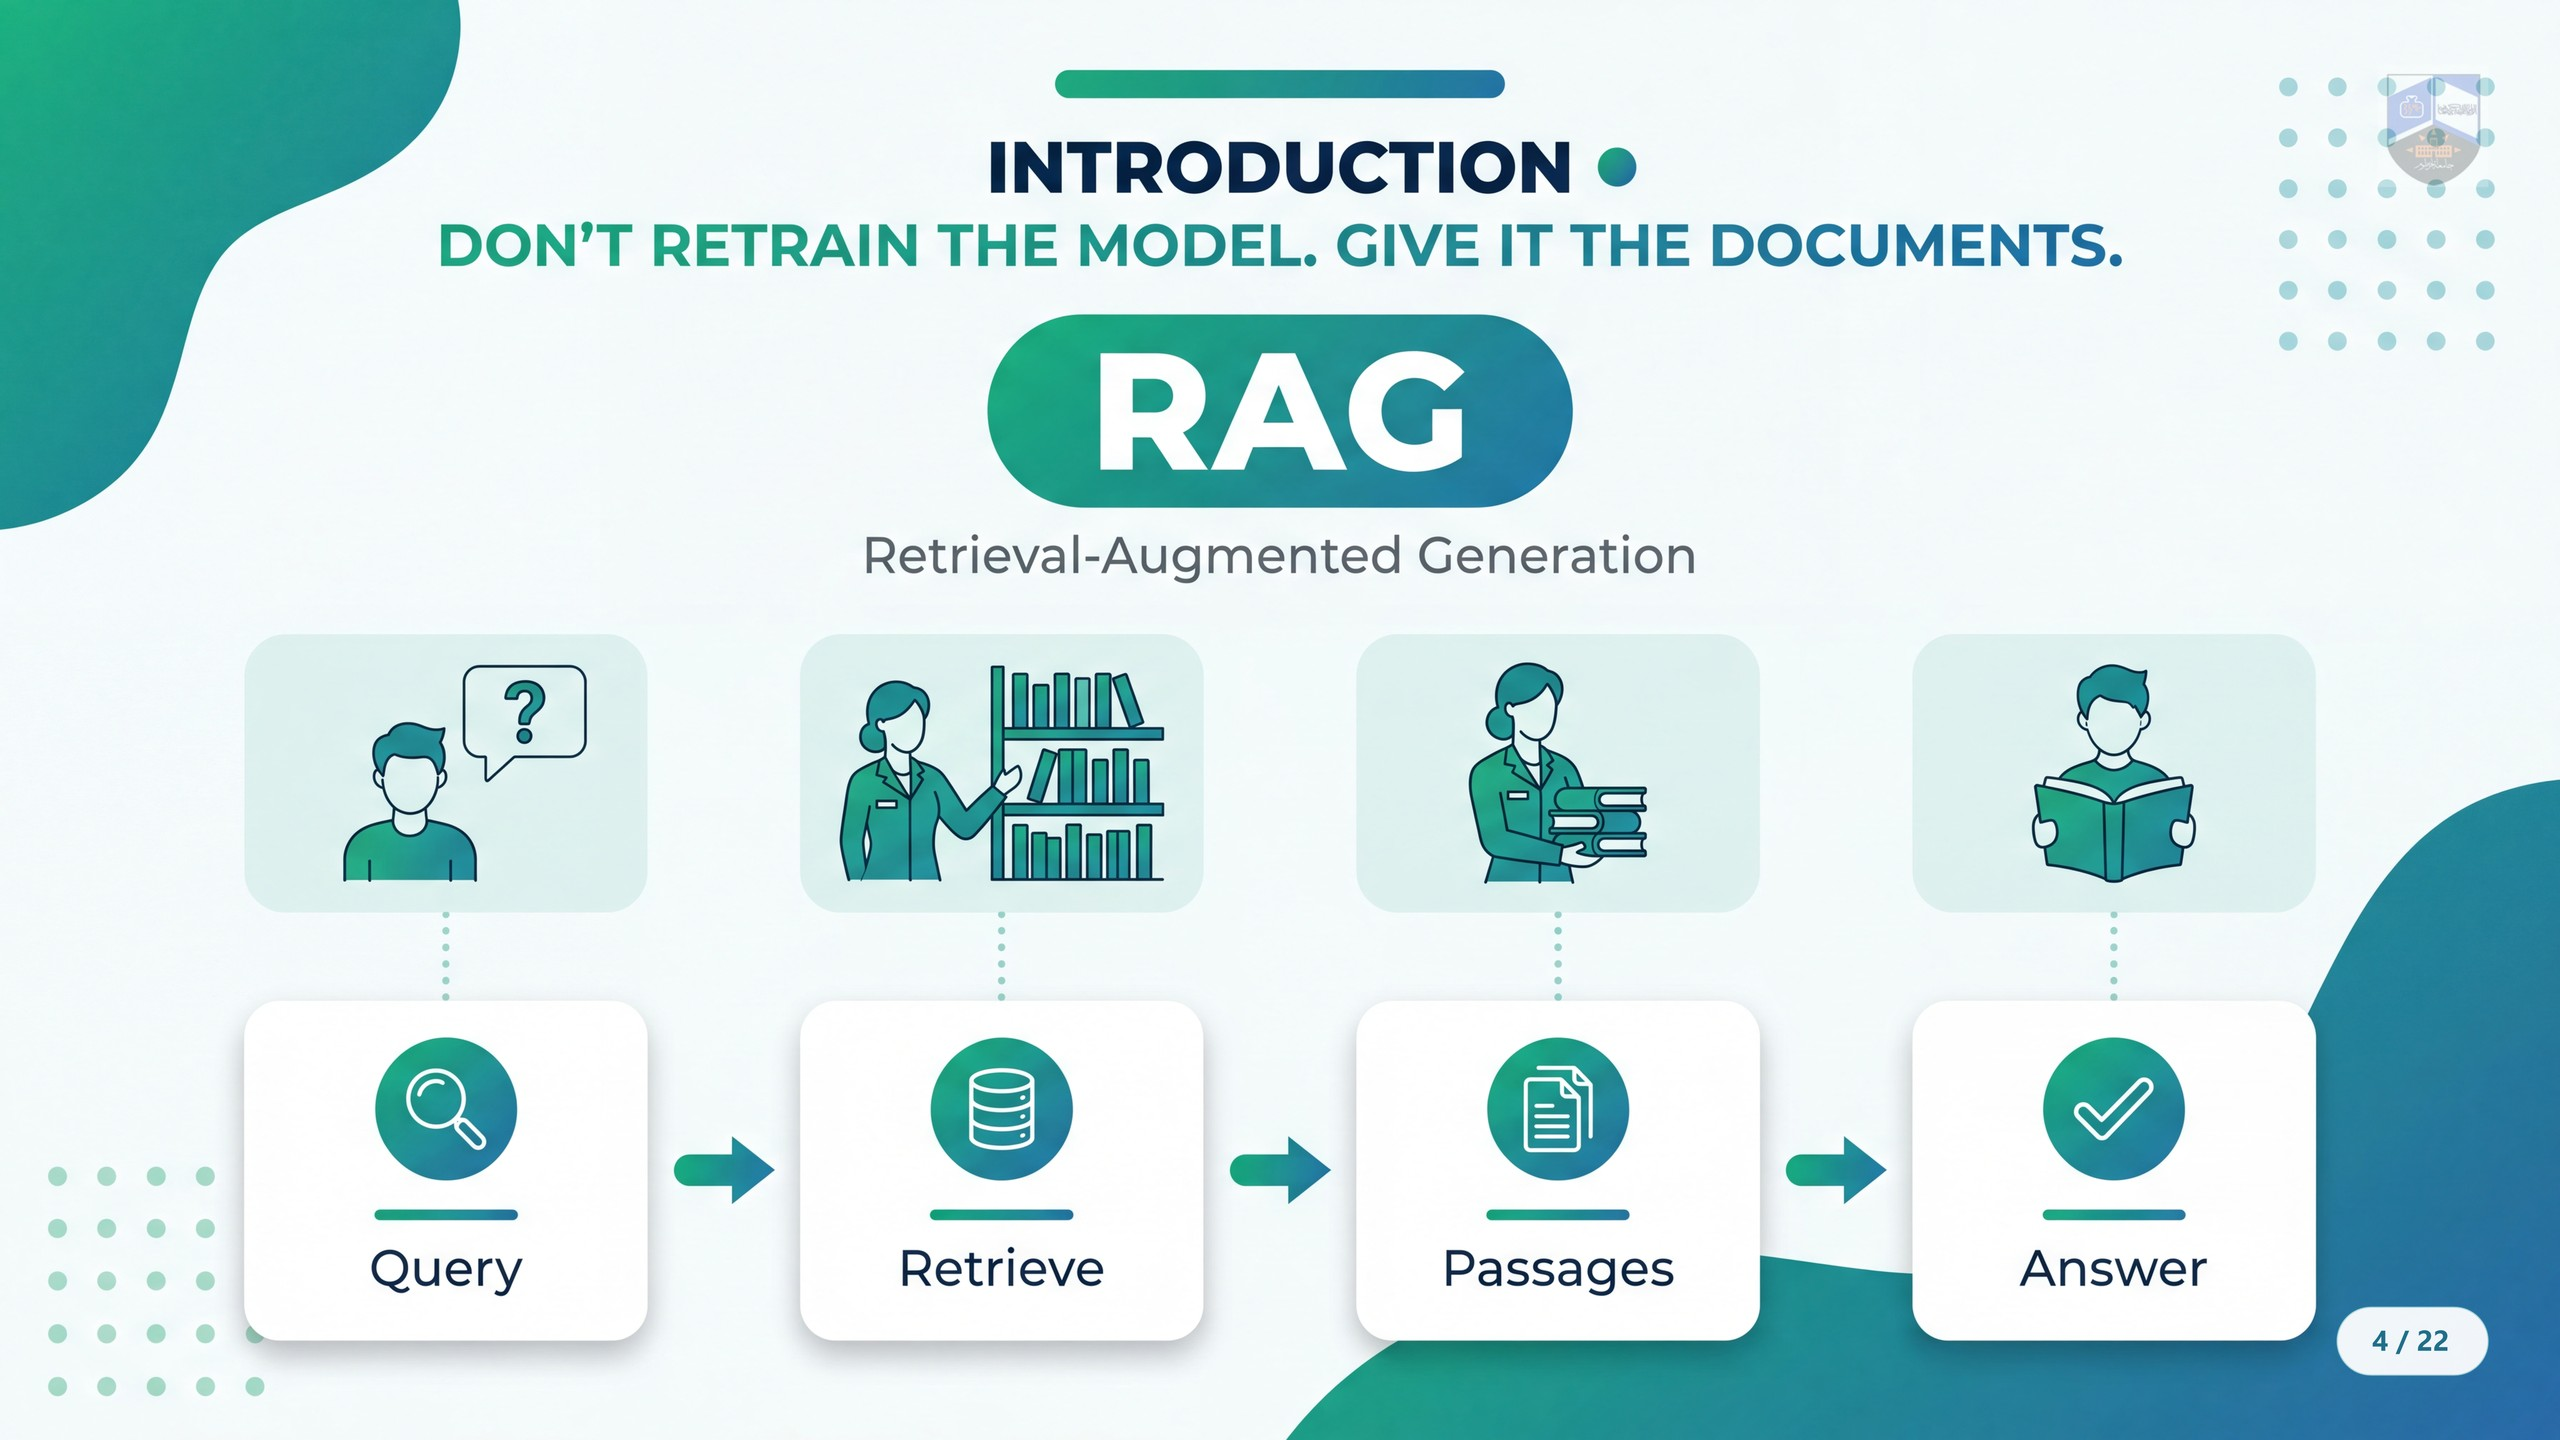 INTRODUCTION
DON’T RETRAIN THE MODEL. GIVE IT THE DOCUMENTS.
RAG
Retrieval-Augmented Generation
?
Query
Retrieve
Passages
Answer
4 / 22